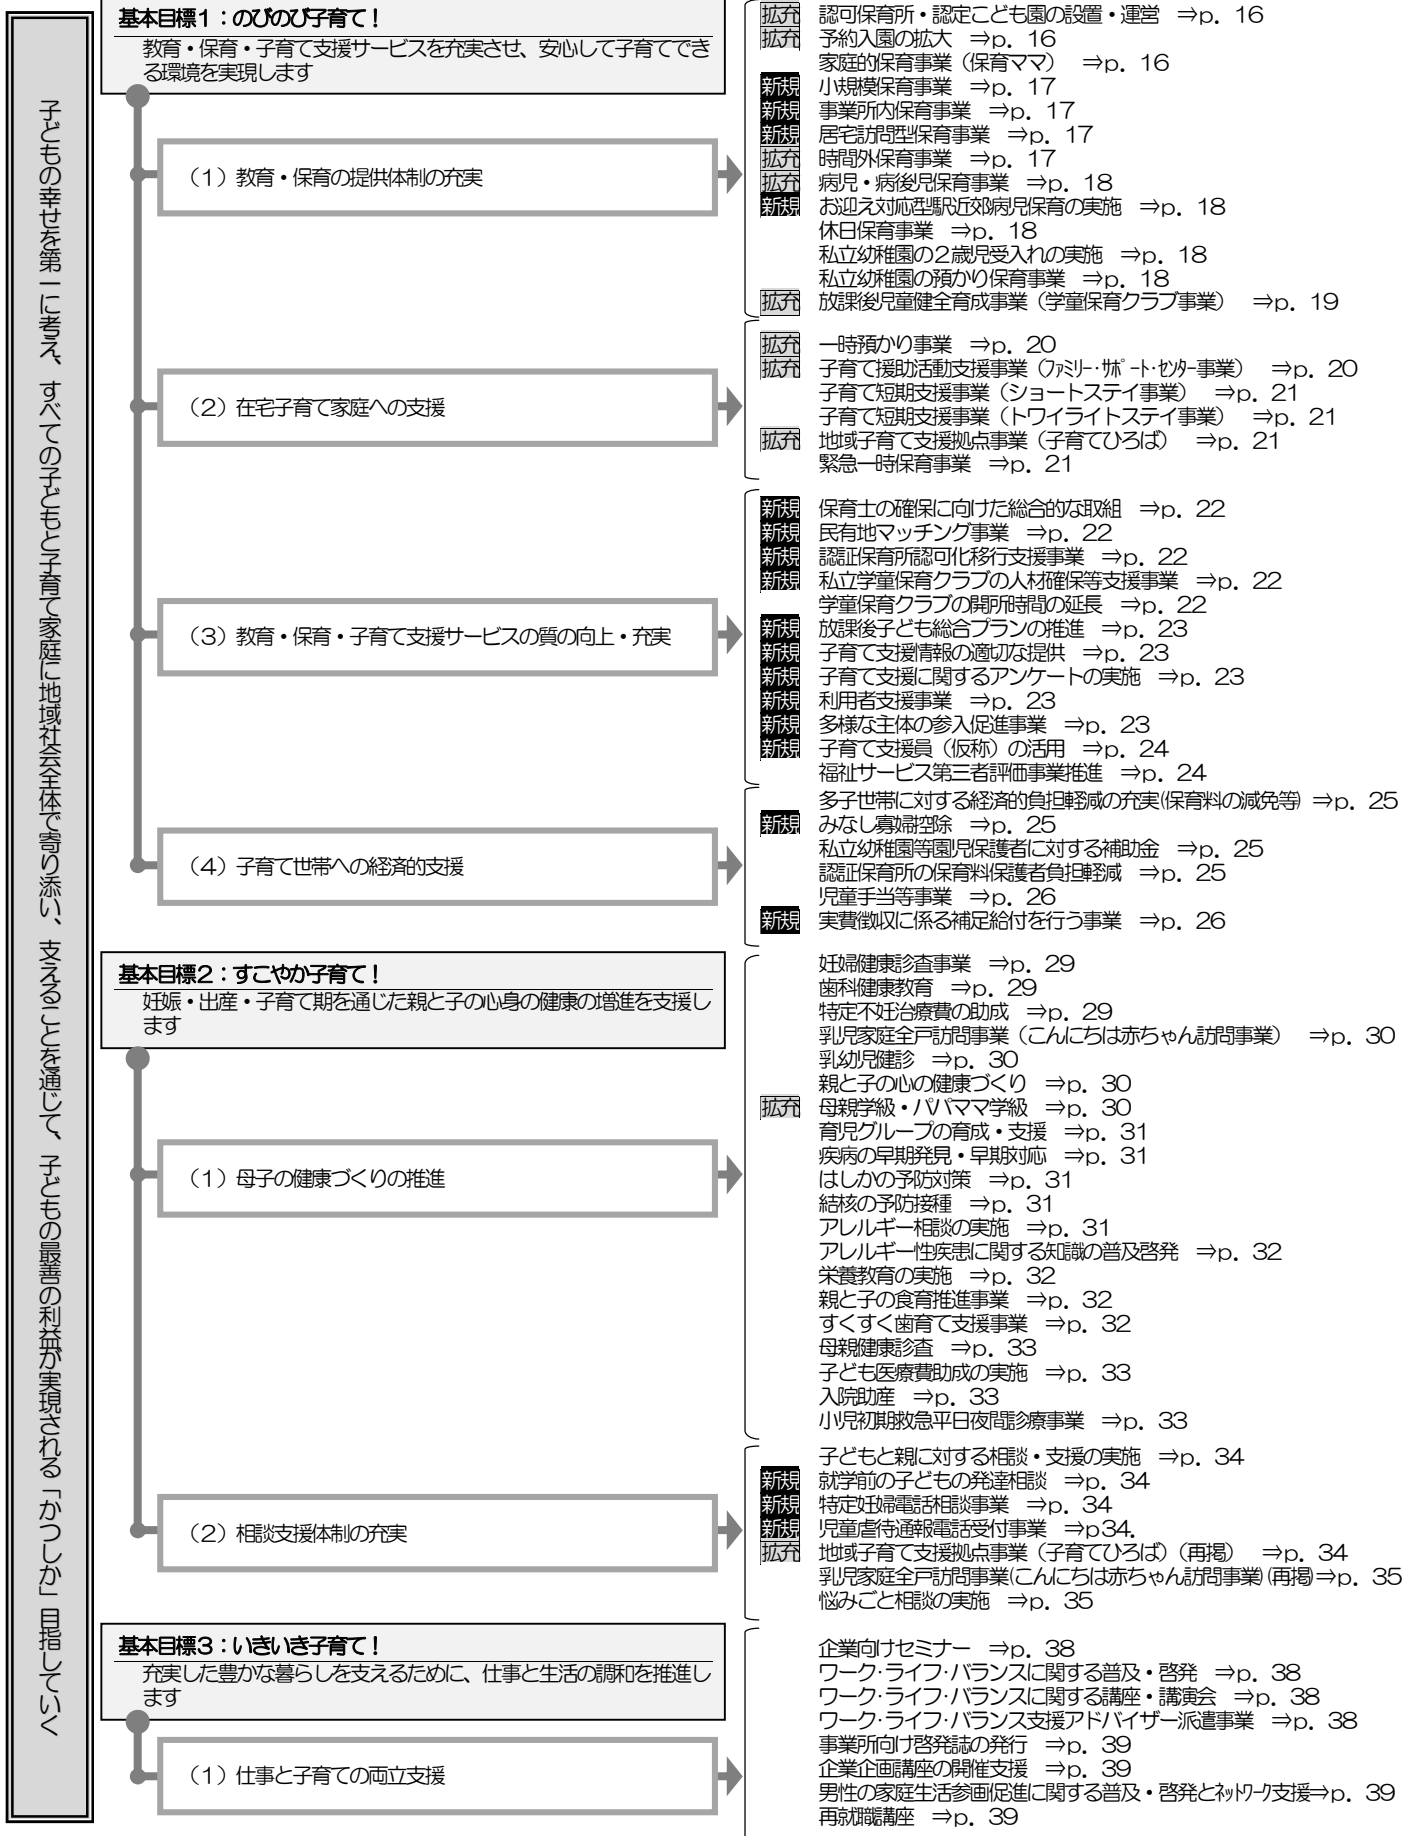 子どもの幸せを第一に考え、すべての子どもと子育て家庭に地域社会全体で寄り添い、支えることを通じて、子どもの最善の利益が実現される「かつしか」目指していく
基本目標1：のびのび子育て！
教育・保育・子育て支援サービスを充実させ、安心して子育てでき
る環境を実現します
（1）教育・保育の提供体制の充実
拡充 認可保育所・認定こども園の設置・運営 ⇒p．16
拡充 予約入園の拡大 ⇒p．16
家庭的保育事業（保育ママ） ⇒p．16
新規 小規模保育事業 ⇒p．17
新規 事業所内保育事業 ⇒p．17
新規 居宅訪問型保育事業 ⇒p．17
拡充 時間外保育事業 ⇒p．17
拡充 病児・病後児保育事業 ⇒p．18
新規 お迎え対応型駅近郊病児保育の実施 ⇒p．18
休日保育事業 ⇒p．18
私立幼稚園の2歳児受入れの実施 ⇒p．18
私立幼稚園の預かり保育事業 ⇒p．18
拡充 放課後児童健全育成事業（学童保育クラブ事業） ⇒p．19
（2）在宅子育て家庭への支援
拡充 一時預かり事業 ⇒p．20
拡充 子育て援助活動支援事業（ﾌｧﾐﾘｰ･ｻﾎﾟｰﾄ･ｾﾝﾀｰ事業） ⇒p．20
子育て短期支援事業（ショートステイ事業） ⇒p．21
子育て短期支援事業（トワイライトステイ事業） ⇒p．21
拡充 地域子育て支援拠点事業（子育てひろば） ⇒p．21
緊急一時保育事業 ⇒p．21
（3）教育・保育・子育て支援サービスの質の向上・充実
新規 保育士の確保に向けた総合的な取組 ⇒p．22
新規 民有地マッチング事業 ⇒p．22
新規 認証保育所認可化移行支援事業 ⇒p．22
新規 私立学童保育クラブの人材確保等支援事業 ⇒p．22
学童保育クラブの開所時間の延長 ⇒p．22
新規 放課後子ども総合プランの推進 ⇒p．23
新規 子育て支援情報の適切な提供 ⇒p．23
新規 子育て支援に関するアンケートの実施 ⇒p．23
新規 利用者支援事業 ⇒p．23
新規 多様な主体の参入促進事業 ⇒p．23
新規 子育て支援員（仮称）の活用 ⇒p．24
福祉サービス第三者評価事業推進 ⇒p．24
（4）子育て世帯への経済的支援
多子世帯に対する経済的負担軽減の充実(保育料の減免等) ⇒p．25
新規 みなし寡婦控除 ⇒p．25
私立幼稚園等園児保護者に対する補助金 ⇒p．25
認証保育所の保育料保護者負担軽減 ⇒p．25
児童手当等事業 ⇒p．26
新規 実費徴収に係る補足給付を行う事業 ⇒p．26
基本目標2：すこやか子育て！
妊娠・出産・子育て期を通じた親と子の心身の健康の増進を支援し
ます
（1）母子の健康づくりの推進
妊婦健康診査事業 ⇒p．29
歯科健康教育 ⇒p．29
特定不妊治療費の助成 ⇒p．29
乳児家庭全戸訪問事業（こんにちは赤ちゃん訪問事業） ⇒p．30
乳幼児健診 ⇒p．30
親と子の心の健康づくり ⇒p．30
拡充 母親学級・パパママ学級 ⇒p．30
育児グループの育成・支援 ⇒p．31
疾病の早期発見・早期対応 ⇒p．31
はしかの予防対策 ⇒p．31
結核の予防接種 ⇒p．31
アレルギー相談の実施 ⇒p．31
アレルギー性疾患に関する知識の普及啓発 ⇒p．32
栄養教育の実施 ⇒p．32
親と子の食育推進事業 ⇒p．32
すくすく歯育て支援事業 ⇒p．32
母親健康診査 ⇒p．33
子ども医療費助成の実施 ⇒p．33
入院助産 ⇒p．33
小児初期救急平日夜間診療事業 ⇒p．33
（2）相談支援体制の充実
子どもと親に対する相談・支援の実施 ⇒p．34
新規 就学前の子どもの発達相談 ⇒p．34
新規 特定妊婦電話相談事業 ⇒p．34
新規 児童虐待通報電話受付事業 ⇒p34．
拡充 地域子育て支援拠点事業（子育てひろば）（再掲） ⇒p．34
乳児家庭全戸訪問事業(こんにちは赤ちゃん訪問事業)(再掲)⇒p．35
悩みごと相談の実施 ⇒p．35
基本目標3：いきいき子育て！
充実した豊かな暮らしを支えるために、仕事と生活の調和を推進し
ます
（1）仕事と子育ての両立支援
企業向けセミナー ⇒p．38
ワーク･ライフ･バランスに関する普及・啓発 ⇒p．38
ワーク･ライフ･バランスに関する講座・講演会 ⇒p．38
ワーク･ライフ･バランス支援アドバイザー派遣事業 ⇒p．38
事業所向け啓発誌の発行 ⇒p．39
企業企画講座の開催支援 ⇒p．39
男性の家庭生活参画促進に関する普及・啓発とﾈｯﾄﾜｰｸ支援⇒p．39
再就職講座 ⇒p．39